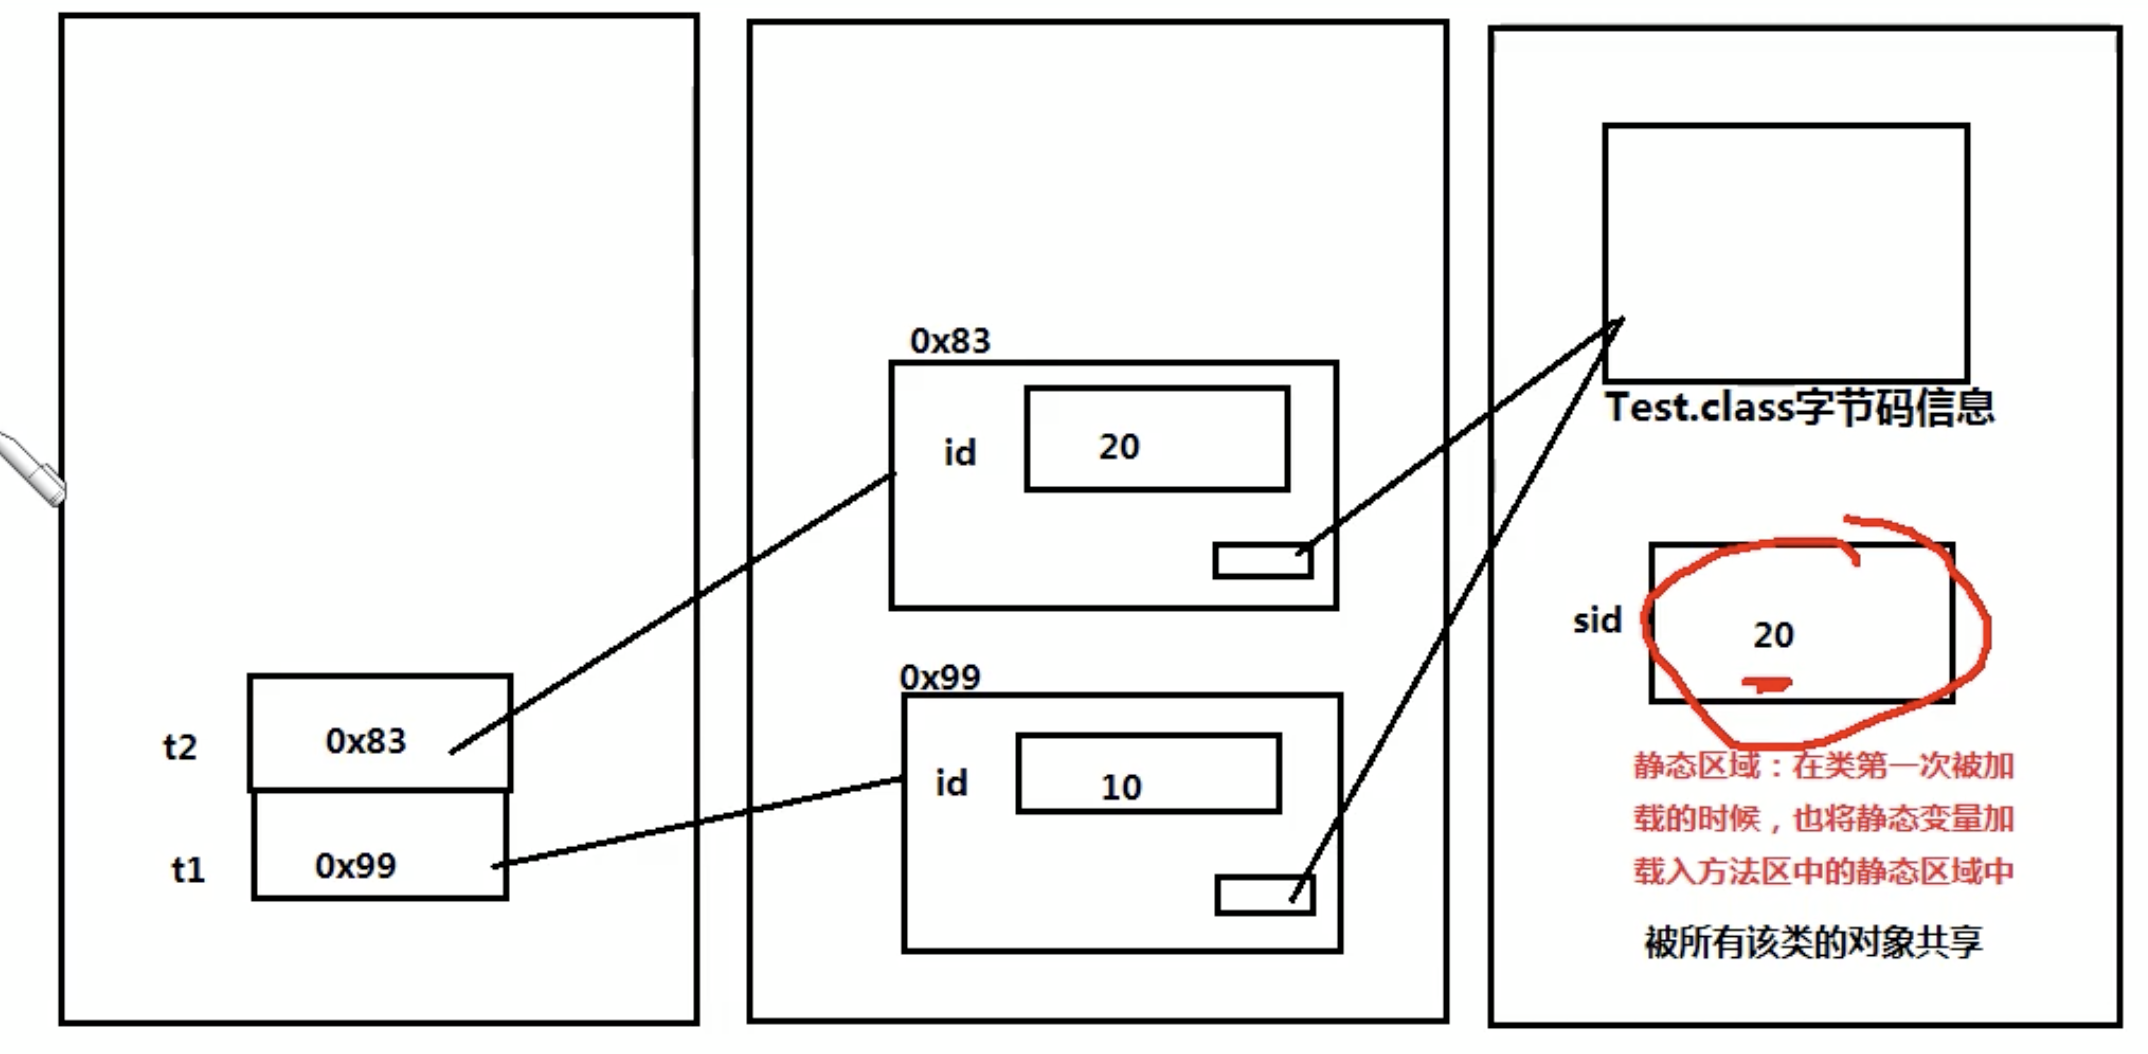 t2
0x83
t1
0x99
0x83
id
20
0x99
id
10
Test.class字节码信息
sid
20
静态区域：在类第一次被加
载的时候，也将静态变量加
载入方法区中的静态区域中
被所有该类的对象共享